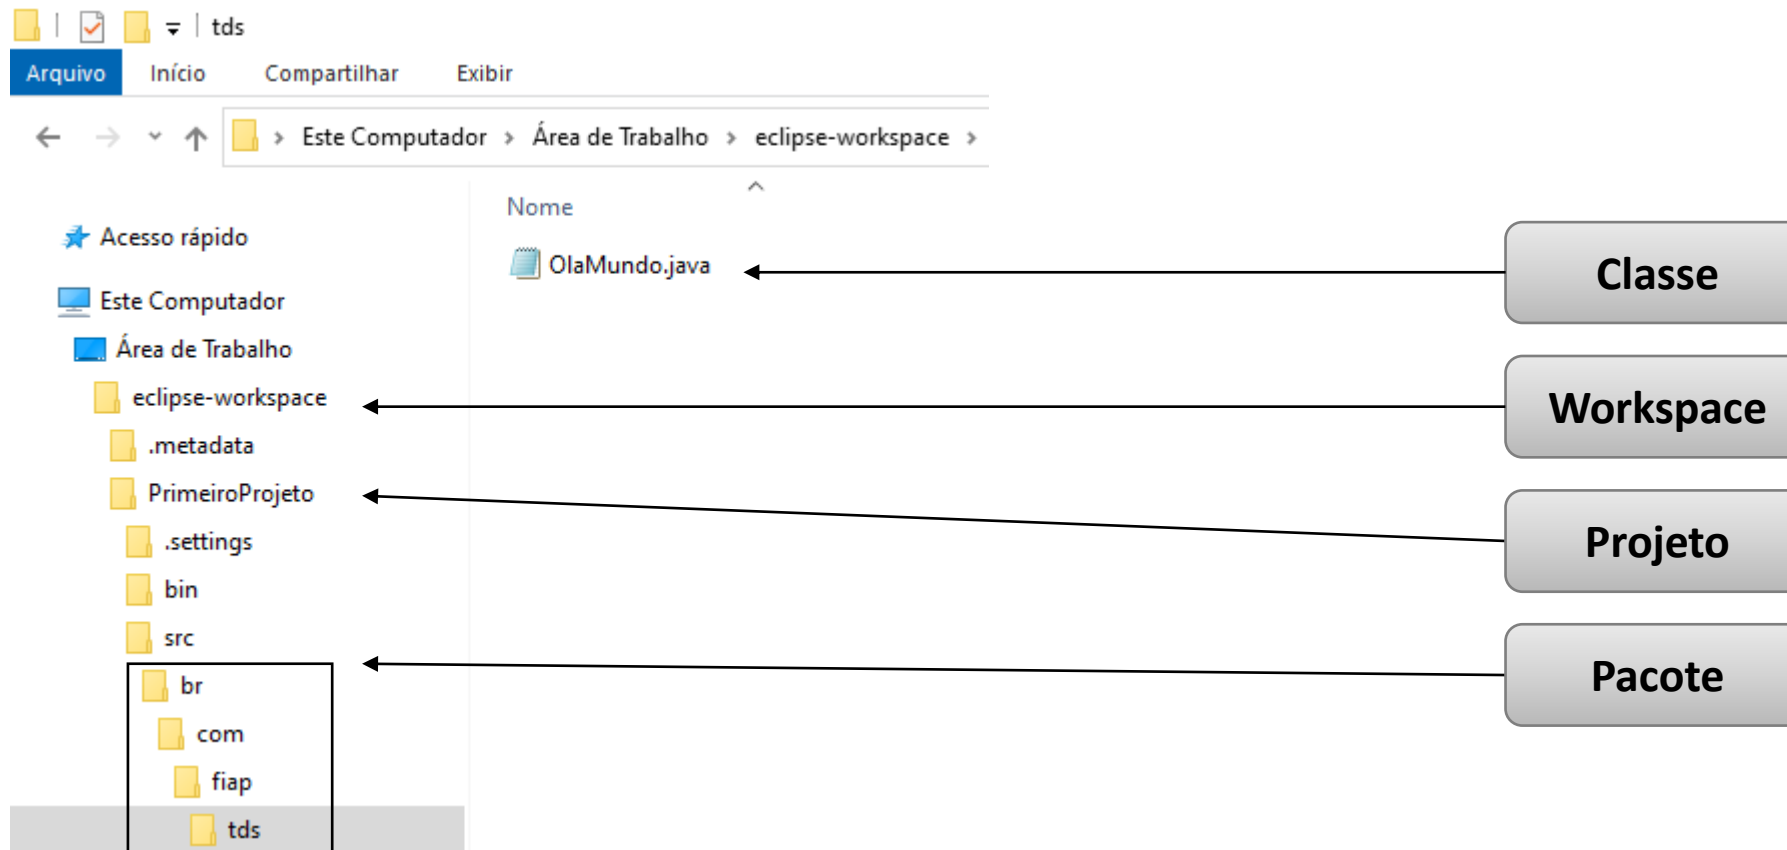 tds
Arquivo Início Compartilhar Exibir
Este Computador Área de Trabalho eclipse-workspace
Nome
Acesso rápido
OlaMundo.java
Classe
Este Computador
Área de Trabalho
eclipse-workspace
Workspace
.metadata
PrimeiroProjeto
.settings
Projeto
bin
src
br
Pacote
com
fiap
tds